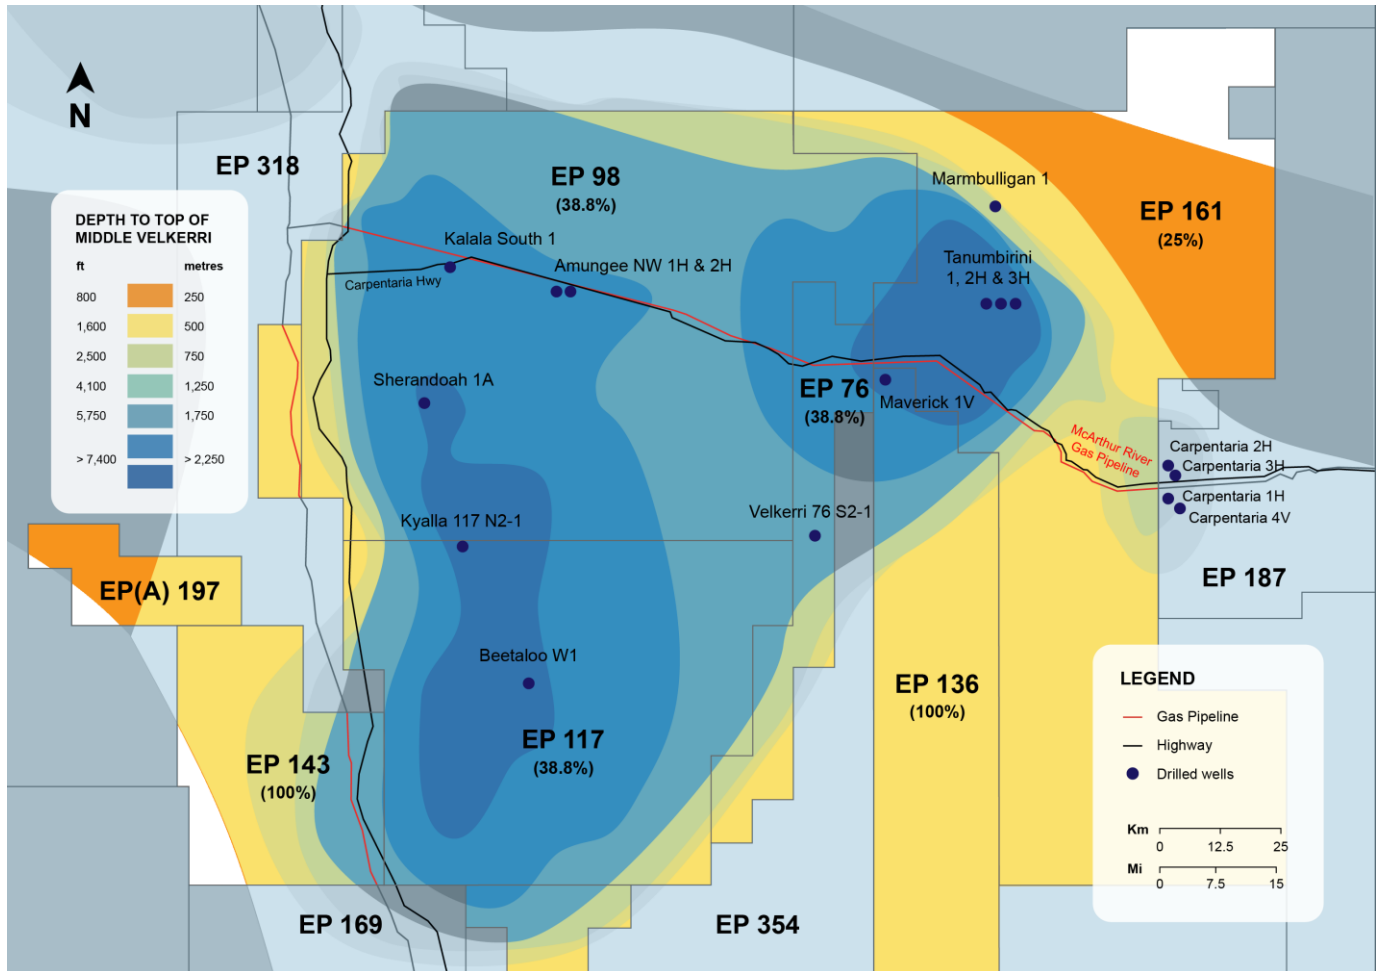 N
EP 318
EP 98
(38.8%)
Marmbulligan 1
EP 161
(25%)
DEPTH TO TOP OF
MIDDLE VELKERRI
ft metres
800 250
1,600 500
2,500 750
4,100 1,250
5,750 1,750
> 7,400 > 2,250
Kalala South 1
Amungee NW 1H & 2H
Carpentaria Hwy
Tanumbirini
1, 2H & 3H
Sherandoah 1A
EP 76
(38.8%)
Maverick 1V
McArthur River
Gas Pipeline
Carpentaria 2H
Carpentaria 3H
Carpentaria 1H
Carpentaria 4V
Kyalla 117 N2-1
Velkerri 76 S2-1
EP(A) 197
EP 187
Beetaloo W1
EP 136
(100%)
EP 117
(38.8%)
EP 143
(100%)
EP 169
EP 354
LEGEND
Gas Pipeline
Highway
Drilled wells
Km
0 12.5 25
Mi
0 7.5 15